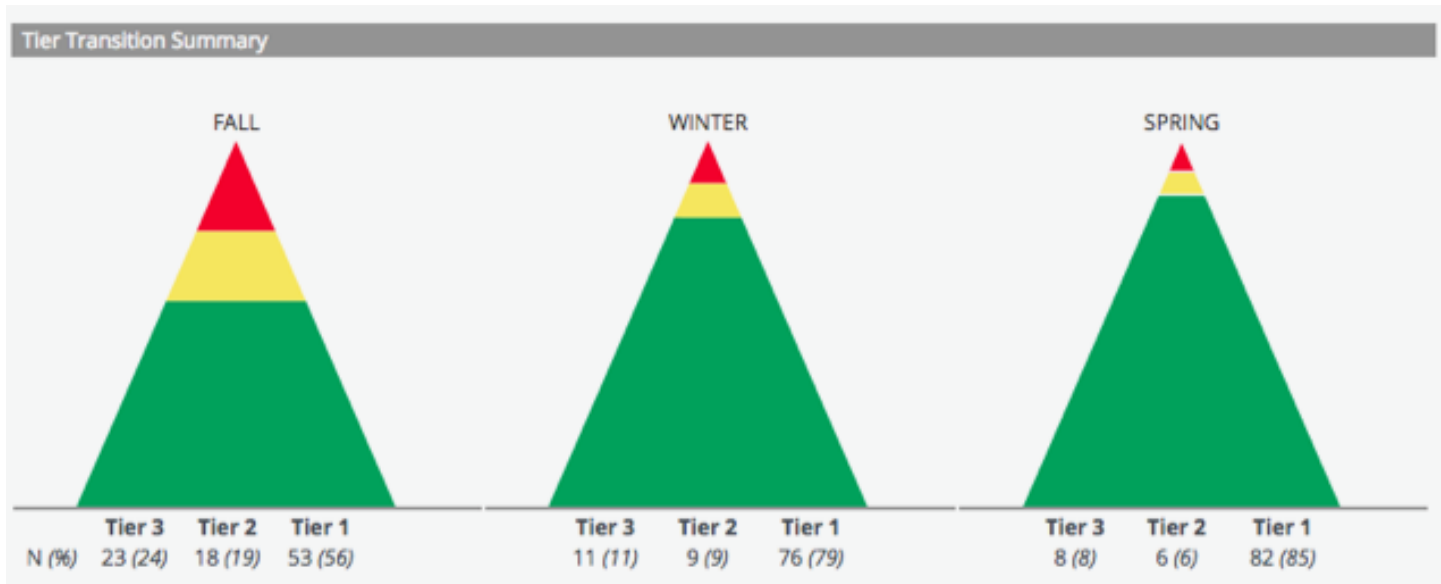 Tier Transition Summary
FALL WINTER SPRING
Tier 3 Tier 2 Tier 1 Tier 3 Tier 2 Tier 1 Tier 3 Tier 2 Tier 1
N (%) 23 (24) 18 (19) 53 (56) 11 (11) 9 (9) 76 (79) 8 (8) 6 (6) 82 (85)